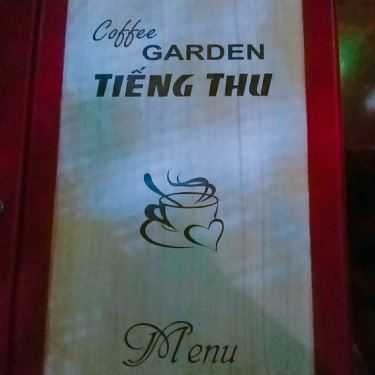 Coffee
GARDEN
TIẾNG THU
Menu